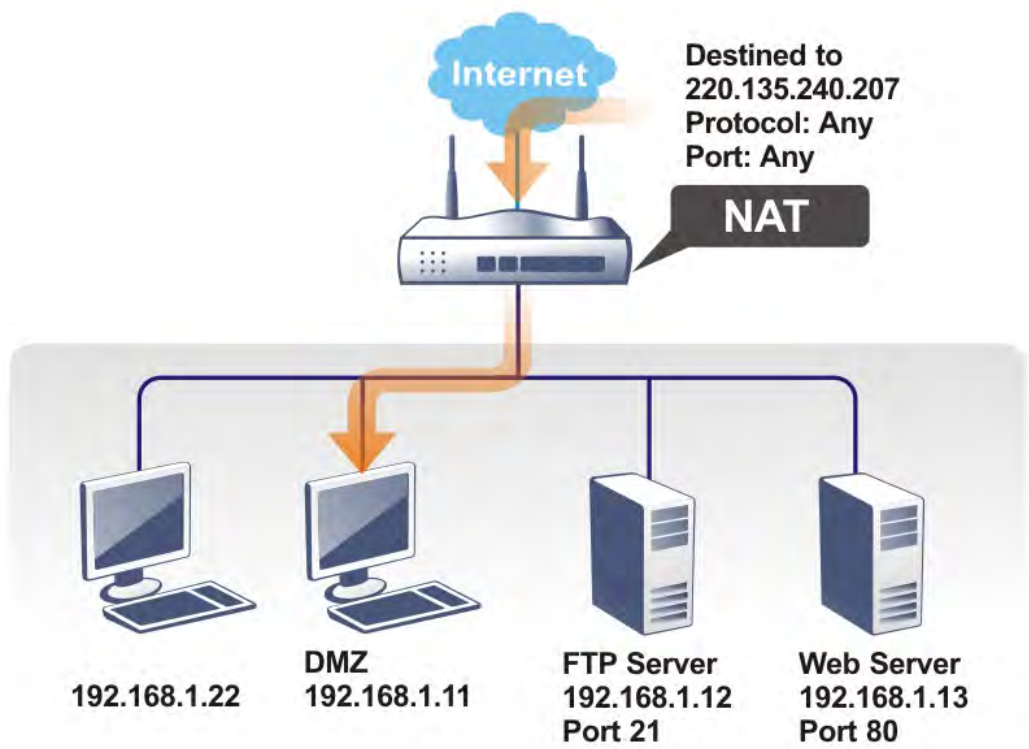 Internet
Destined to
220.135.240.207
Protocol: Any
Port: Any
NAT
192.168.1.22
DMZ
192.168.1.11
FTP Server
192.168.1.12
Port 21
Web Server
192.168.1.13
Port 80